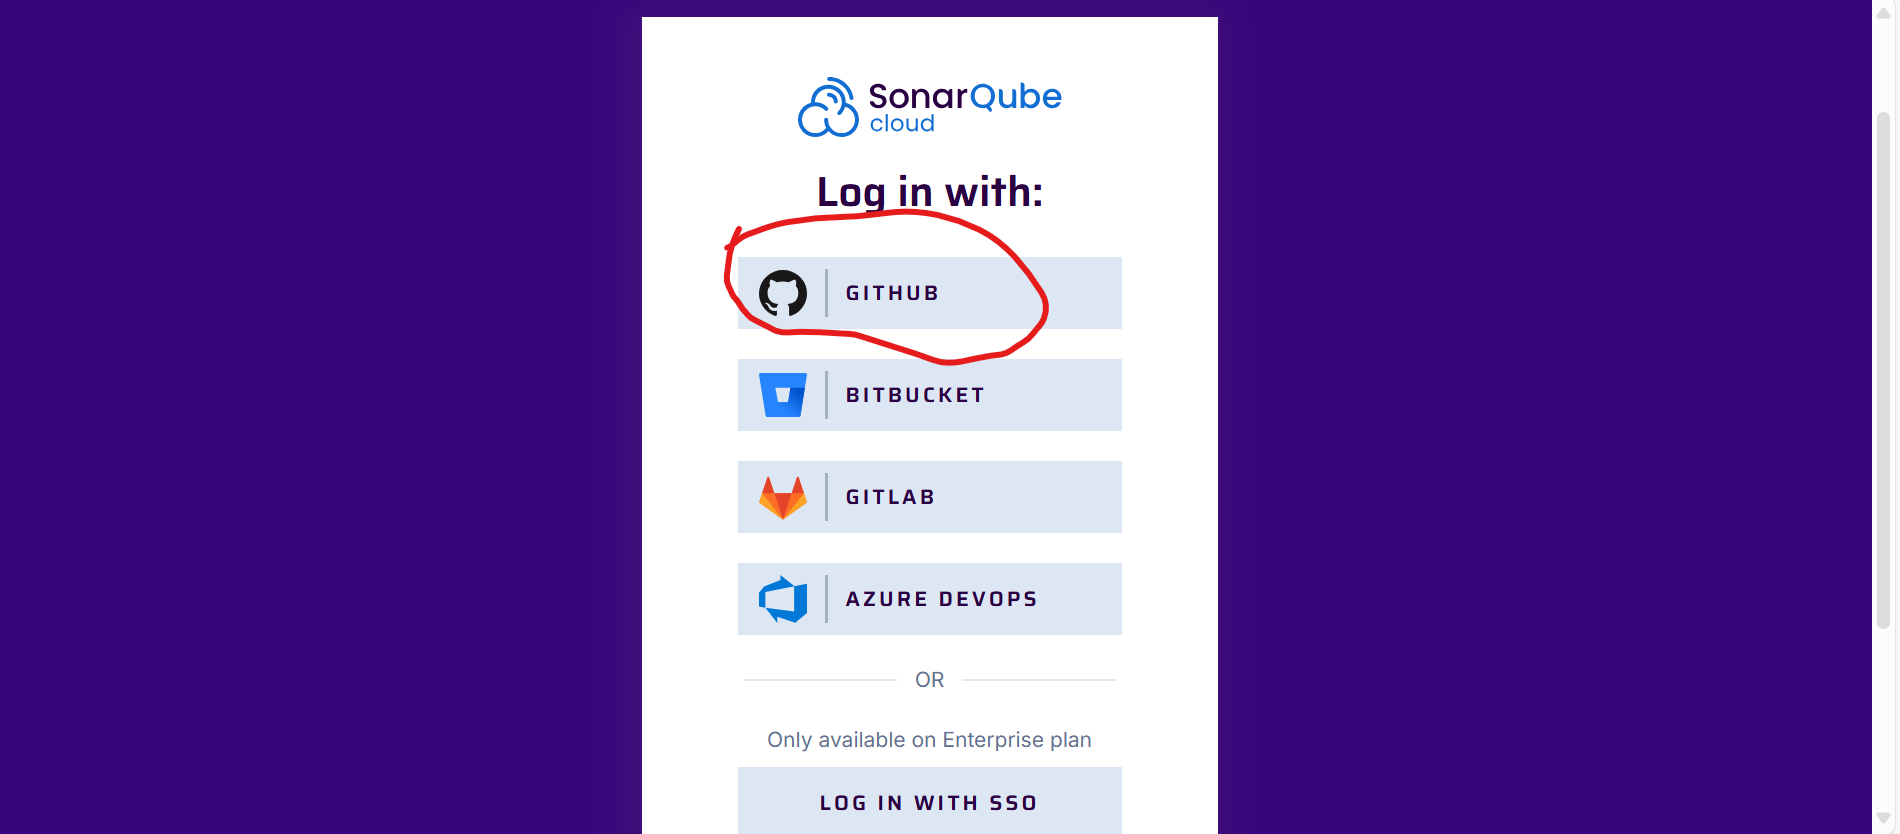 SonarQube
cloud
Log in with:
GITHUB
BITBUCKET
GITLAB
AZURE DEVOPS
OR
Only available on Enterprise plan
LOG IN WITH SSO